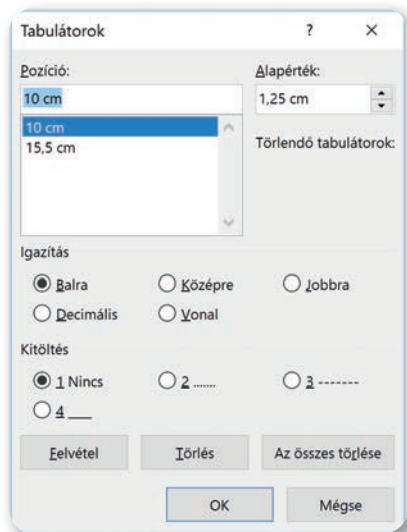 Tabulátorok ? ×
Pozíció: Alapérték:
10 cm 1,25 cm
10 cm
15,5 cm
Törlendő tabulátorok:
Igazítás
Balra Középre Jobbra
Decimális Vonal
Kitöltés
1 Nincs 2 ....... 3 -------
4 ___
Felvétel Törlés Az összes törlése
OK Mégse